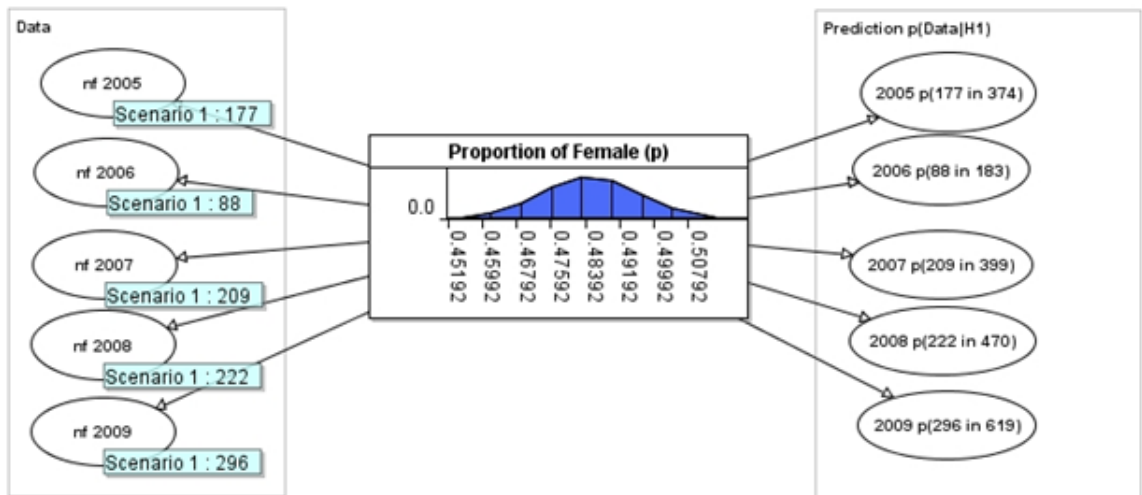 Data
nf 2005
Scenario 1 : 177
nf 2006
Scenario 1 : 88
nf 2007
Scenario 1 : 209
nf 2008
Scenario 1 : 222
nf 2009
Scenario 1 : 296
Proportion of Female (p)
0.0
0.45192
0.45992
0.46792
0.47592
0.48392
0.49192
0.49992
0.50792
Prediction p(Data|H1)
2005 p(177 in 374)
2006 p(88 in 183)
2007 p(209 in 399)
2008 p(222 in 470)
2009 p(296 in 619)